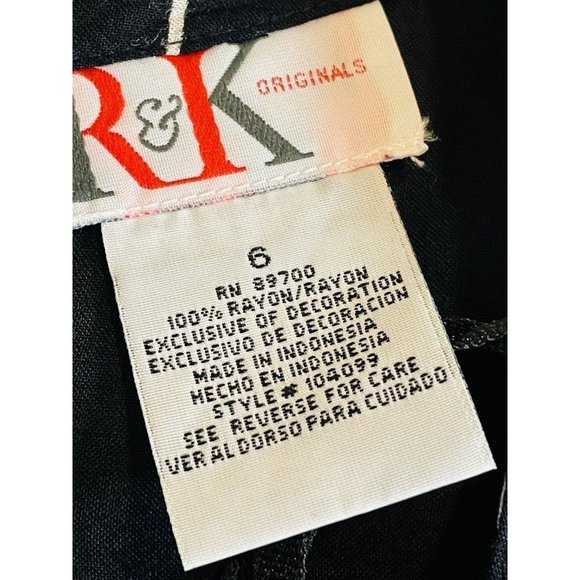 R&K ORIGINALS
6
RN 89700
100% RAYON/RAYON
EXCLUSIVE OF DECORATION
EXCLUSIVO DE DECORACION
MADE IN INDONESIA
HECHO EN INDONESIA
STYLE# 104099
SEE REVERSE FOR CARE
VER AL DORSO PARA CUIDADO